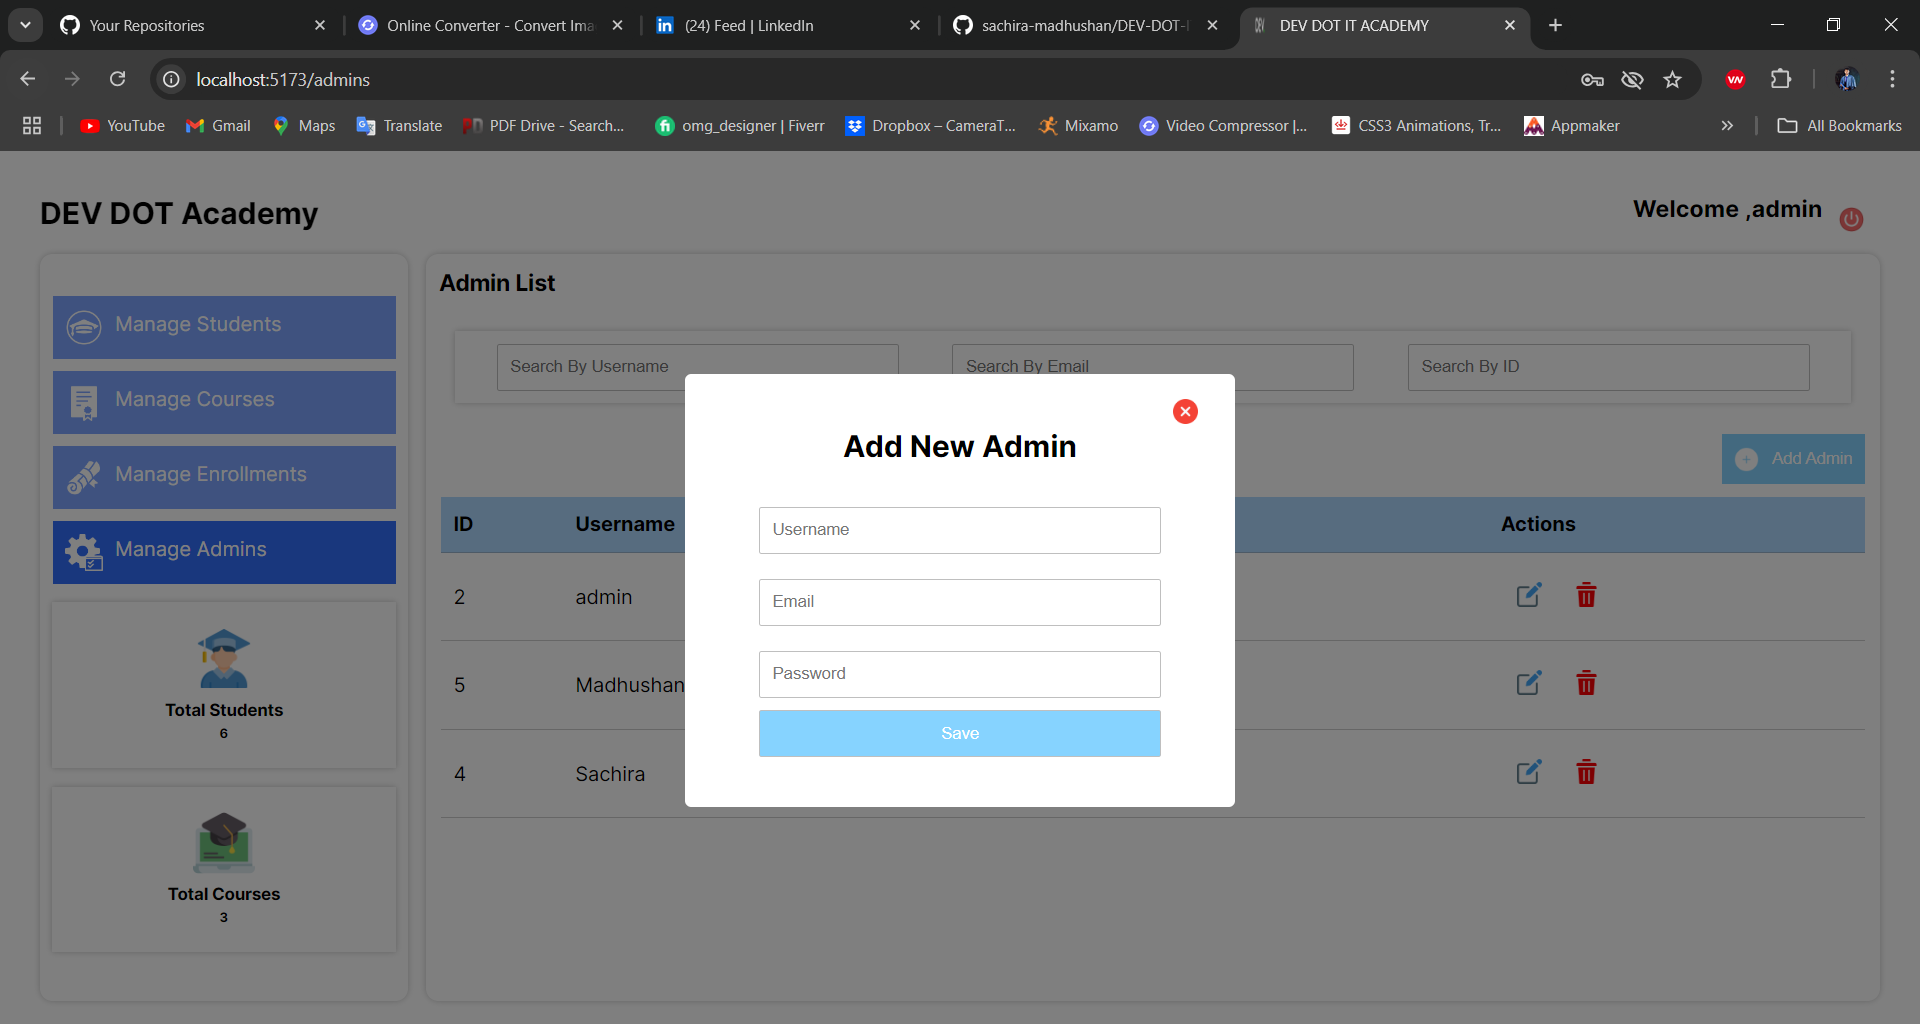 Your Repositories
Online Converter - Convert Ima
(24) Feed | LinkedIn
sachira-madhushan/DEV-DOT-
DEV DOT IT ACADEMY
localhost:5173/admins
YouTube
Gmail
Maps
Translate
PDF Drive - Search...
omg_designer | Fiverr
Dropbox – CameraT...
Mixamo
Video Compressor |...
CSS3 Animations, Tr...
Appmaker
All Bookmarks
DEV DOT Academy
Welcome ,admin
Manage Students
Manage Courses
Manage Enrollments
Manage Admins
Total Students
6
Total Courses
3
Admin List
Search By Username
Search By Email
Search By ID
Add Admin
ID Username Actions
2 admin
5 Madhushan
4 Sachira
Add New Admin
Username
Email
Password
Save